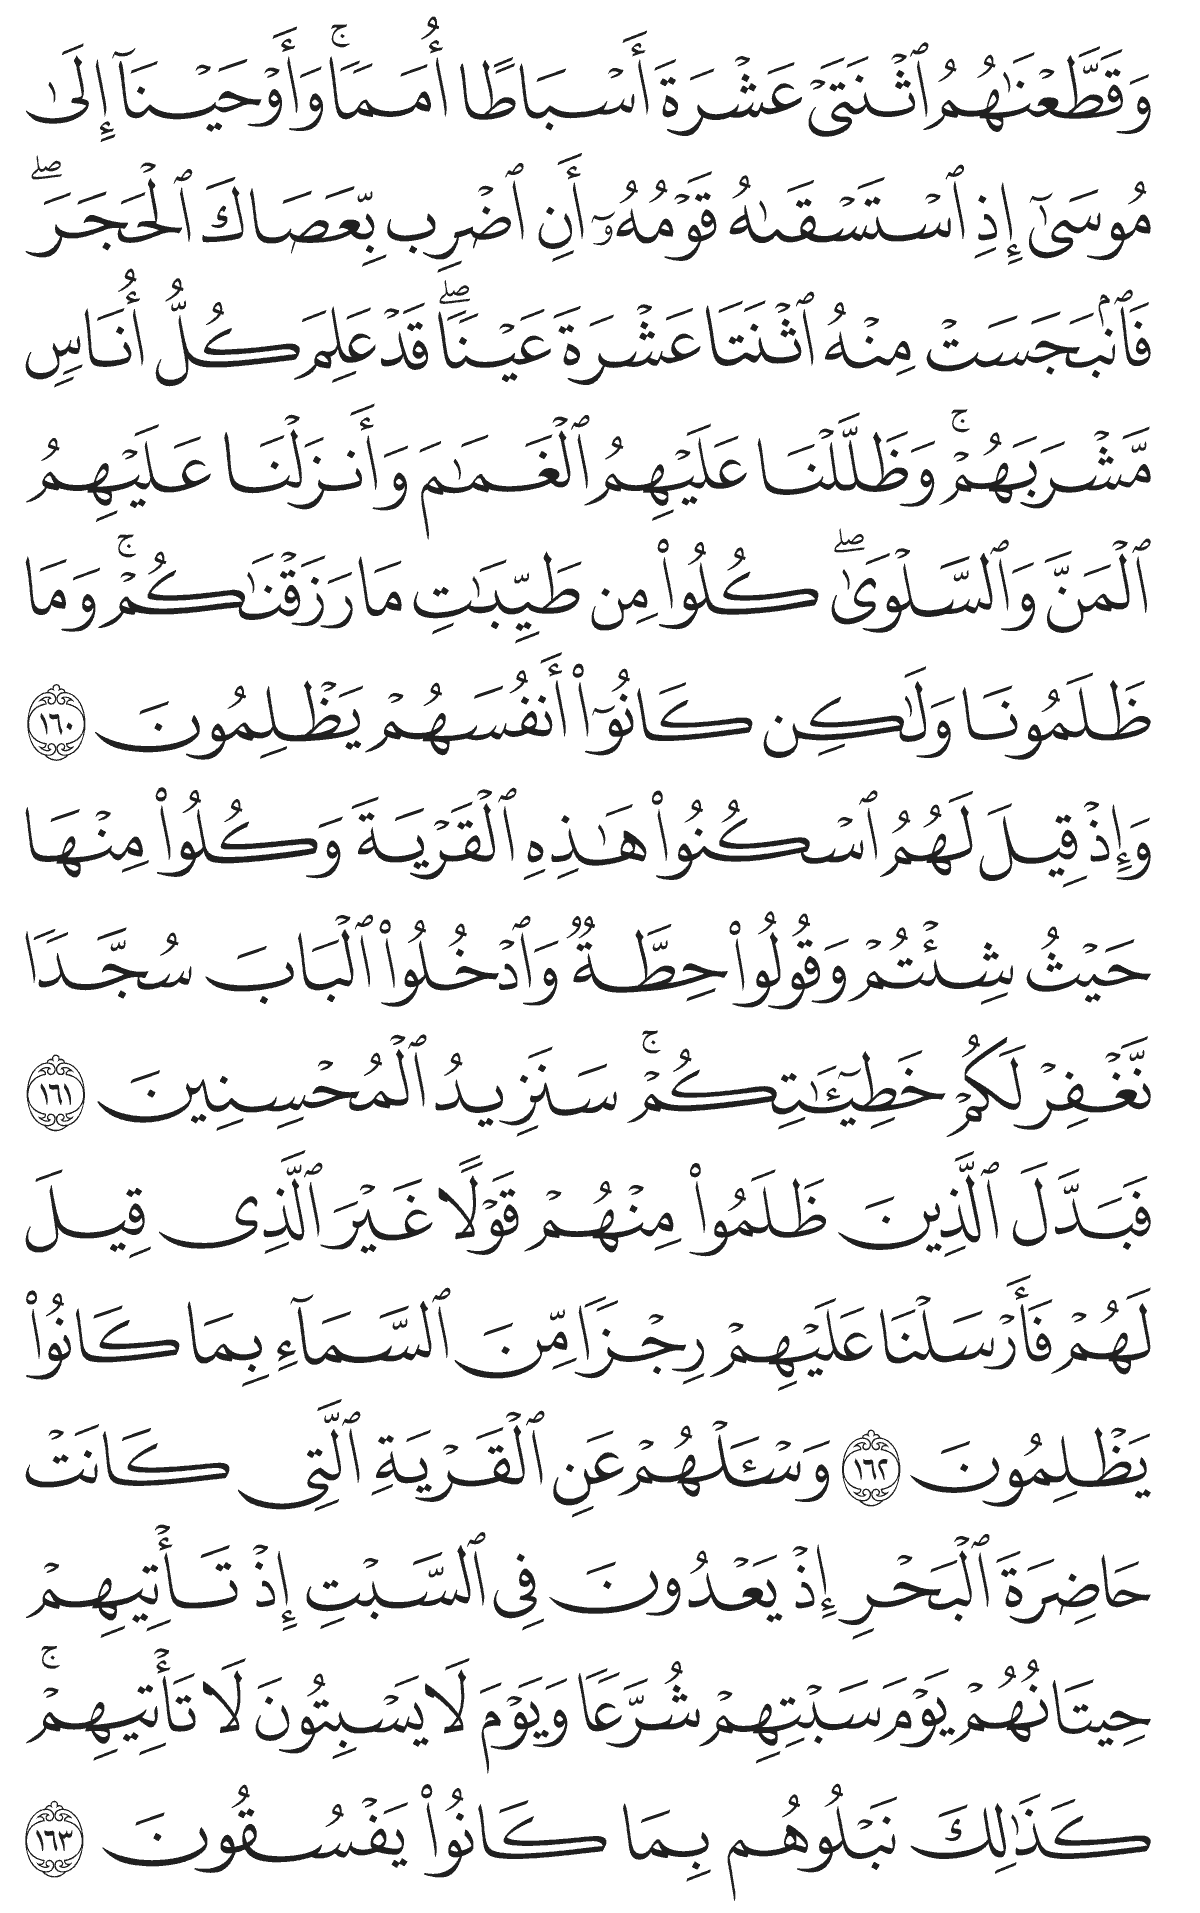 وَقَطَّعْنَٰهُمُ ٱثْنَتَىْ عَشْرَةَ أَسْبَاطًا أُمَمًا ۚ وَأَوْحَيْنَآ إِلَىٰ
مُوسَىٰٓ إِذِ ٱسْتَسْقَىٰهُ قَوْمُهُۥٓ أَنِ ٱضْرِب بِّعَصَاكَ ٱلْحَجَرَ ۖ
فَٱنۢبَجَسَتْ مِنْهُ ٱثْنَتَا عَشْرَةَ عَيْنًا ۖ قَدْ عَلِمَ كُلُّ أُنَاسٍ
مَّشْرَبَهُمْ ۚ وَظَلَّلْنَا عَلَيْهِمُ ٱلْغَمَٰمَ وَأَنزَلْنَا عَلَيْهِمُ
ٱلْمَنَّ وَٱلسَّلْوَىٰ ۖ كُلُوا۟ مِن طَيِّبَٰتِ مَا رَزَقْنَٰكُمْ ۚ وَمَا
ظَلَمُونَا وَلَٰكِن كَانُوٓا۟ أَنفُسَهُمْ يَظْلِمُونَ ١٦٠
وَإِذْ قِيلَ لَهُمُ ٱسْكُنُوا۟ هَٰذِهِ ٱلْقَرْيَةَ وَكُلُوا۟ مِنْهَا
حَيْثُ شِئْتُمْ وَقُولُوا۟ حِطَّةٌ وَٱدْخُلُوا۟ ٱلْبَابَ سُجَّدًا
نَّغْفِرْ لَكُمْ خَطِيٓـَٰٔتِكُمْ ۚ سَنَزِيدُ ٱلْمُحْسِنِينَ ١٦١
فَبَدَّلَ ٱلَّذِينَ ظَلَمُوا۟ مِنْهُمْ قَوْلًا غَيْرَ ٱلَّذِى قِيلَ
لَهُمْ فَأَرْسَلْنَا عَلَيْهِمْ رِجْزًا مِّنَ ٱلسَّمَآءِ بِمَا كَانُوا۟
يَظْلِمُونَ ١٦٢ وَسْـَٔلْهُمْ عَنِ ٱلْقَرْيَةِ ٱلَّتِى كَانَتْ
حَاضِرَةَ ٱلْبَحْرِ إِذْ يَعْدُونَ فِى ٱلسَّبْتِ إِذْ تَأْتِيهِمْ
حِيتَانُهُمْ يَوْمَ سَبْتِهِمْ شُرَّعًا وَيَوْمَ لَا يَسْبِتُونَ لَا تَأْتِيهِمْ ۚ
كَذَٰلِكَ نَبْلُوهُم بِمَا كَانُوا۟ يَفْسُقُونَ ١٦٣